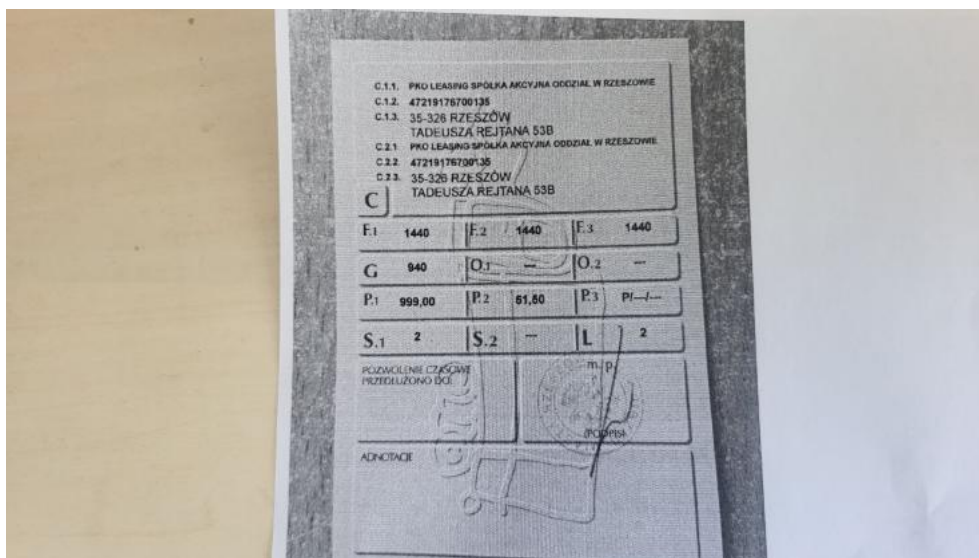 C.1.1. PKO LEASING SPÓŁKA AKCYJNA ODDZIAŁ W RZESZOWIE
C.1.2. 47219176700135
C.1.3. 35-326 RZESZÓW
TADEUSZA REJTANA 53B
C.2.1 PKO LEASING SPÓŁKA AKCYJNA ODDZIAŁ W RZESZOWIE
C.2.2. 47219176700135
C.2.3. 35-326 RZESZÓW
TADEUSZA REJTANA 53B
C
F.1 1440 F.2 1440 F.3 1440
G 940 O.1 --- O.2 ---
P.1 999,00 P.2 51,50 P.3 P/---/---
S.1 2 S.2 --- L 2
POZWOLENIE CZASOWE m. p.
PRZEDŁUŻONO DO:
(PODPIS)
ADNOTACJE